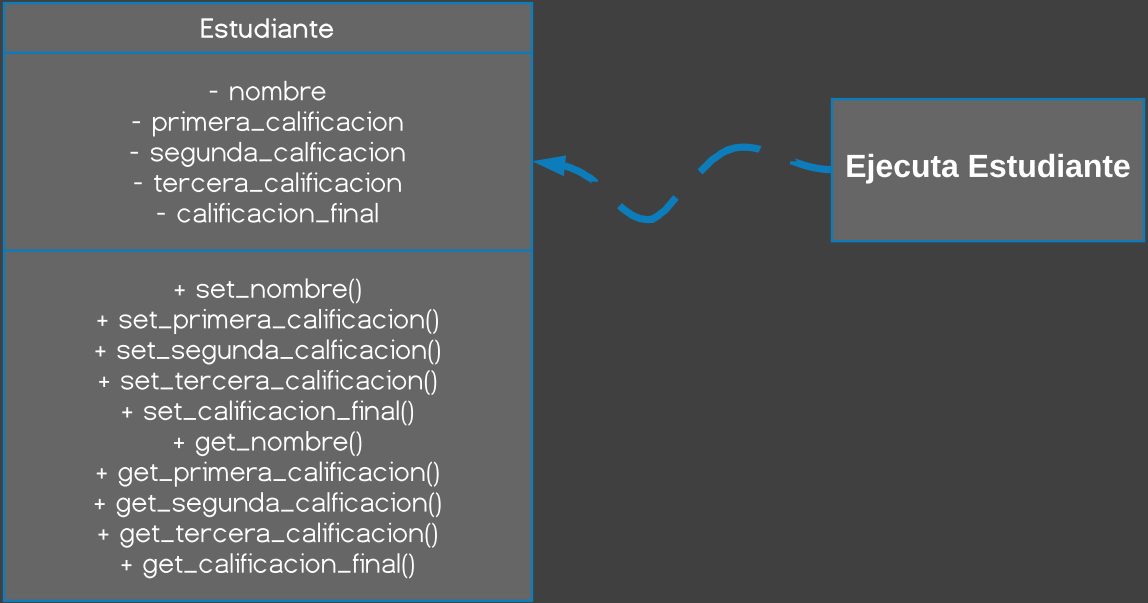 Estudiante
- nombre
- primera_calificacion
- segunda_calficacion
- tercera_calificacion
- calificacion_final
+ set_nombre()
+ set_primera_calificacion()
+ set_segunda_calficacion()
+ set_tercera_calificacion()
+ set_calificacion_final()
+ get_nombre()
+ get_primera_calificacion()
+ get_segunda_calficacion()
+ get_tercera_calificacion()
+ get_calificacion_final()
Ejecuta Estudiante